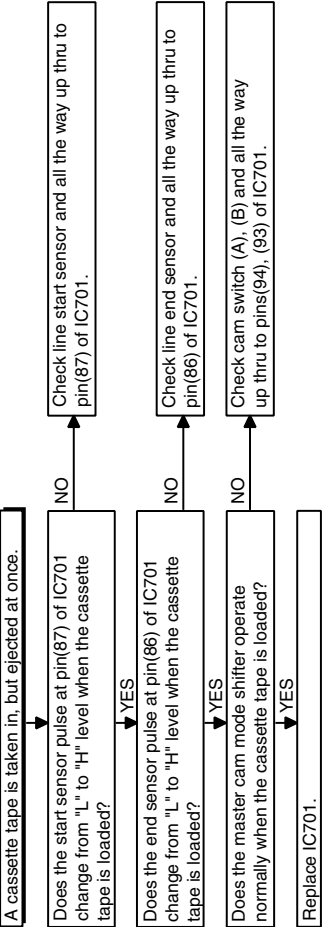 A cassette tape is taken in, but ejected at once.
Does the start sensor pulse at pin(87) of IC701
change from "L" to "H" level when the cassette
tape is loaded?
NO
Check line start sensor and all the way up thru to
pin(87) of IC701.
YES
Does the end sensor pulse at pin(86) of IC701
change from "L" to "H" level when the cassette
tape is loaded?
NO
Check line end sensor and all the way up thru to
pin(86) of IC701.
YES
Does the master cam mode shifter operate
normally when the cassette tape is loaded?
NO
Check cam switch (A), (B) and all the way
up thru to pins(94), (93) of IC701.
YES
Replace IC701.